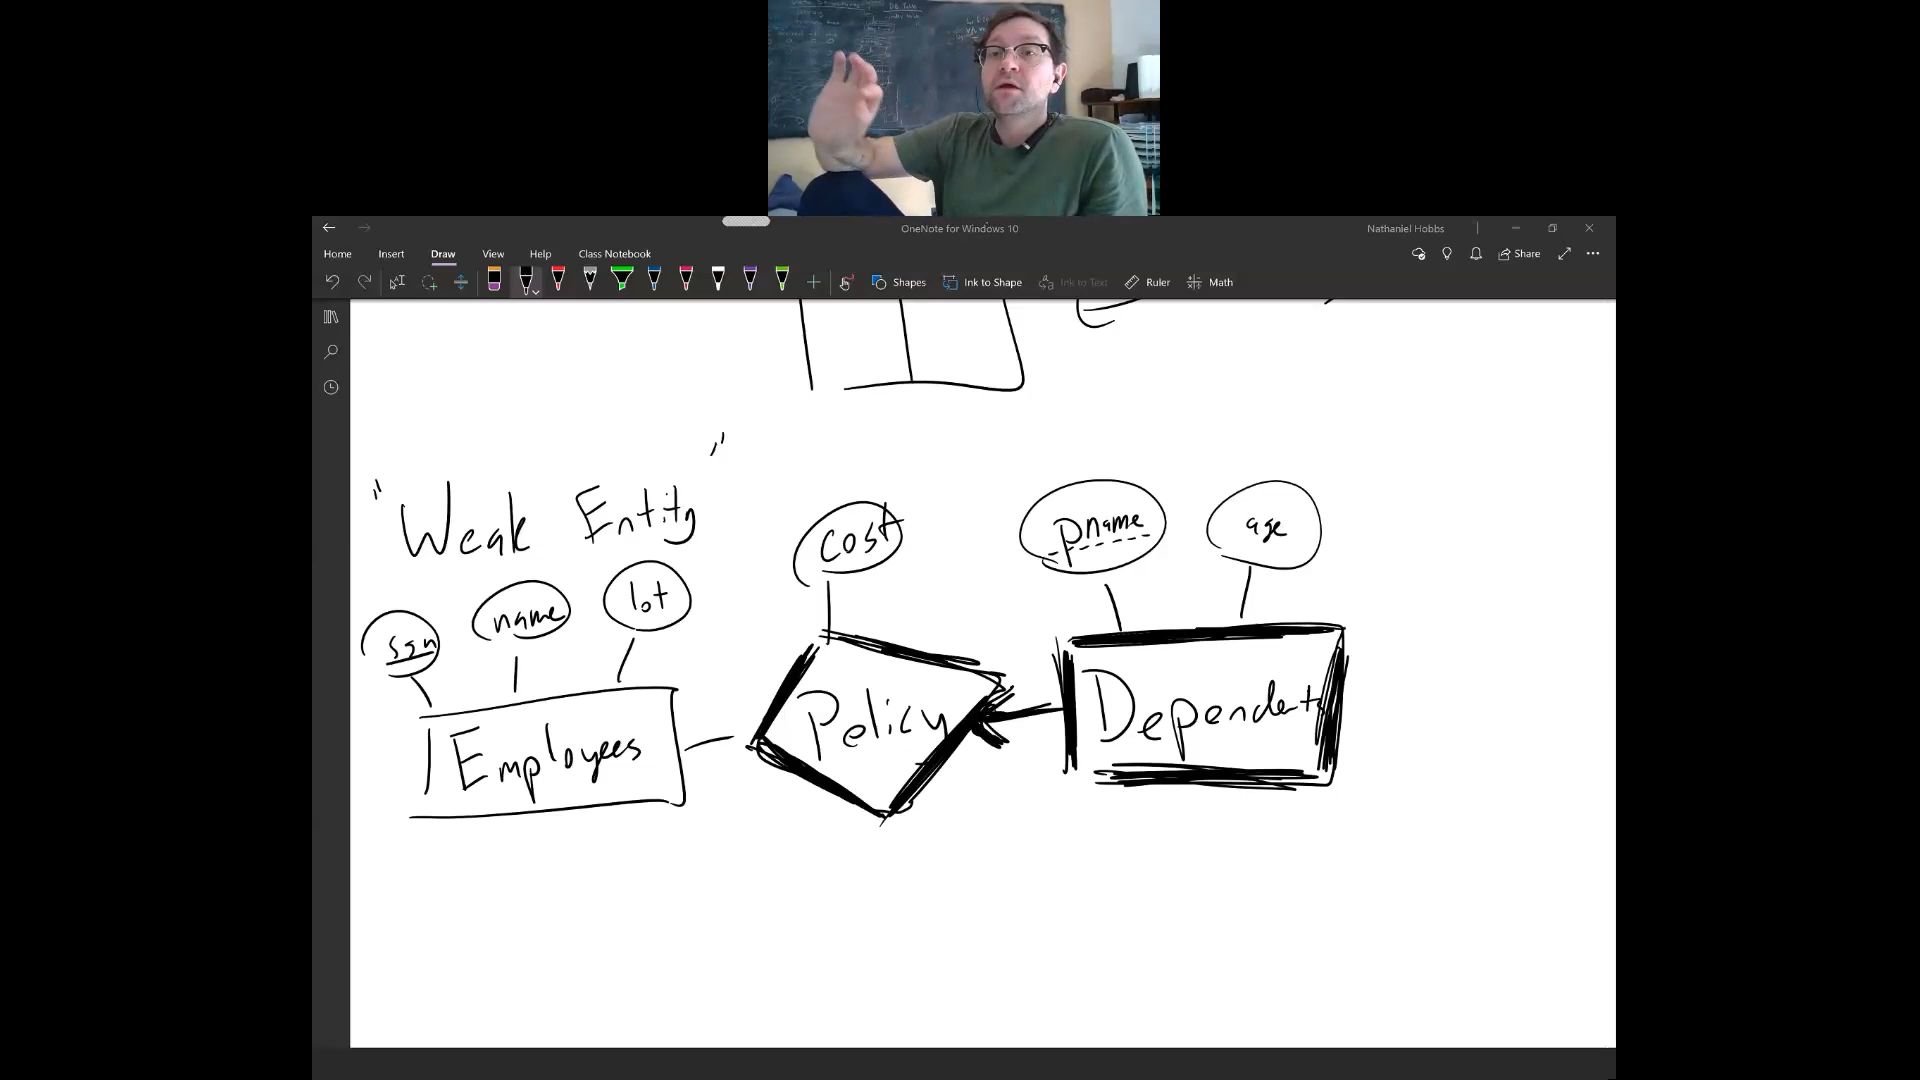 OneNote for Windows 10
Nathaniel Hobbs
Home Insert Draw View Help Class Notebook
Share
Shapes Ink to Shape Ink to Text Ruler Math
"Weak Entity"
cost
pname
age
ssn
name
lot
Employees
Policy
Dependents